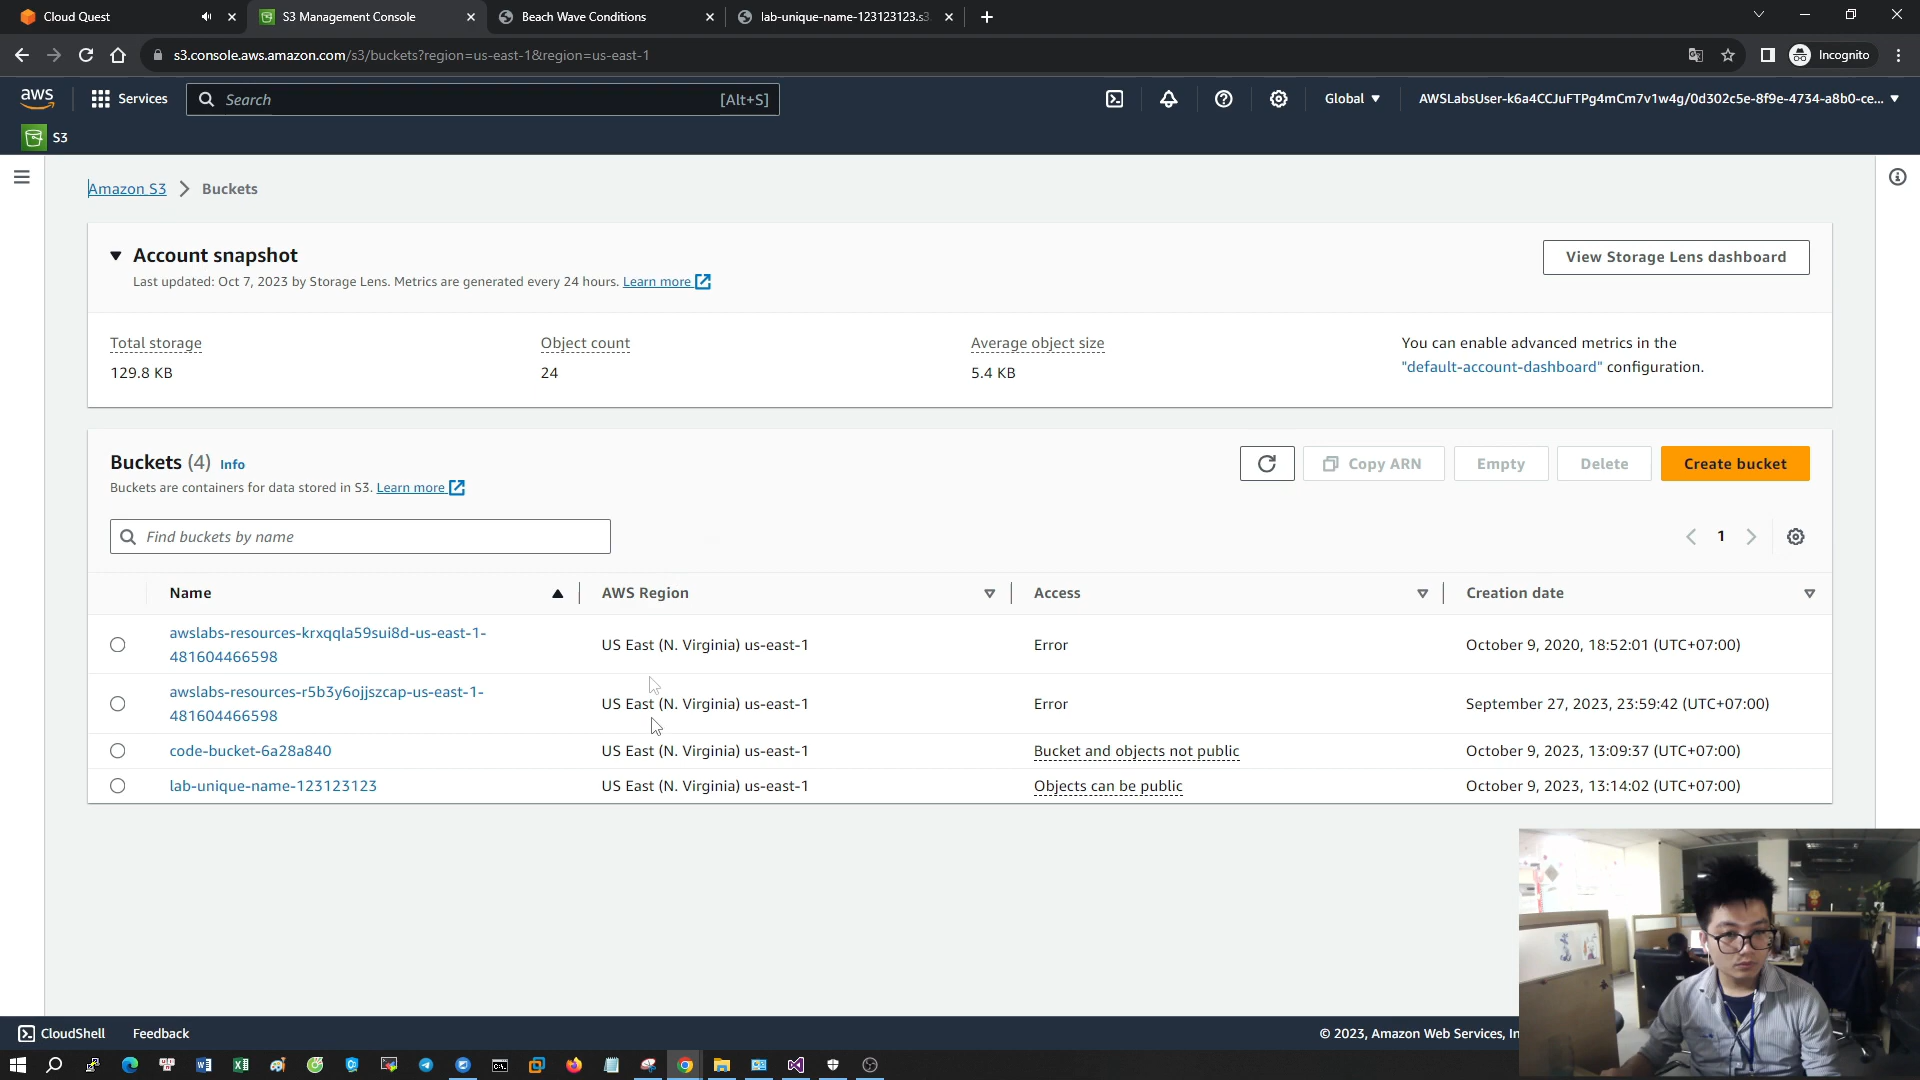 Cloud Quest
S3 Management Console
Beach Wave Conditions
lab-unique-name-123123123.s3.
s3.console.aws.amazon.com/s3/buckets?region=us-east-1&region=us-east-1
Incognito
aws
Services
Search
[Alt+S]
Global
AWSLabsUser-k6a4CCJuFTPg4mCm7v1w4g/0d302c5e-8f9e-4734-a8b0-ce...
S3
Amazon S3
Buckets
Account snapshot
View Storage Lens dashboard
Last updated: Oct 7, 2023 by Storage Lens. Metrics are generated every 24 hours. Learn more
Total storage
Object count
Average object size
You can enable advanced metrics in the
129.8 KB
24
5.4 KB
"default-account-dashboard" configuration.
Buckets (4) Info
Copy ARN
Empty
Delete
Create bucket
Buckets are containers for data stored in S3. Learn more
Find buckets by name
1
Name
AWS Region
Access
Creation date
awslabs-resources-krxqqla59sui8d-us-east-1-
481604466598
US East (N. Virginia) us-east-1
Error
October 9, 2020, 18:52:01 (UTC+07:00)
awslabs-resources-r5b3y6ojjszcap-us-east-1-
481604466598
US East (N. Virginia) us-east-1
Error
September 27, 2023, 23:59:42 (UTC+07:00)
code-bucket-6a28a840
US East (N. Virginia) us-east-1
Bucket and objects not public
October 9, 2023, 13:09:37 (UTC+07:00)
lab-unique-name-123123123
US East (N. Virginia) us-east-1
Objects can be public
October 9, 2023, 13:14:02 (UTC+07:00)
CloudShell
Feedback
© 2023, Amazon Web Services, In